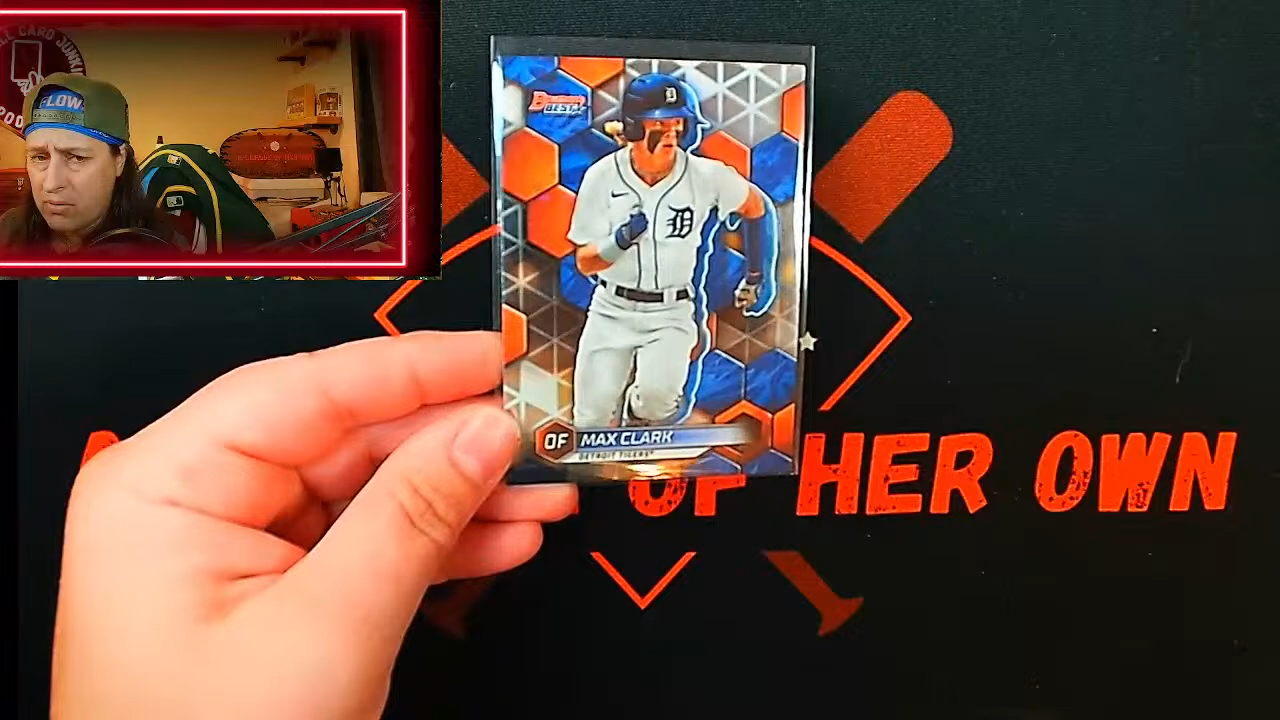 FLOW
BOWMAN'S
BEST
D
D
OF
MAX CLARK
DETROIT TIGERS
OF HER OWN